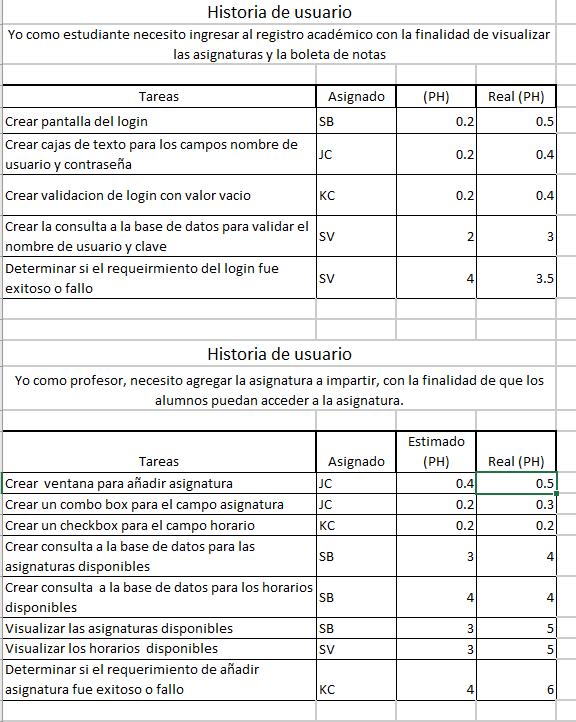 Historia de usuario
Yo como estudiante necesito ingresar al registro académico con la finalidad de visualizar
las asignaturas y la boleta de notas
Tareas Asignado (PH) Real (PH)
Crear pantalla del login SB 0.2 0.5
Crear cajas de texto para los campos nombre de
usuario y contraseña JC 0.2 0.4
Crear validacion de login con valor vacio KC 0.2 0.4
Crear la consulta a la base de datos para validar el
nombre de usuario y clave SV 2 3
Determinar si el requeirmiento del login fue
exitoso o fallo SV 4 3.5
Historia de usuario
Yo como profesor, necesito agregar la asignatura a impartir, con la finalidad de que los
alumnos puedan acceder a la asignatura.
Estimado
Tareas Asignado (PH) Real (PH)
Crear ventana para añadir asignatura JC 0.4 0.5
Crear un combo box para el campo asignatura JC 0.2 0.3
Crear un checkbox para el campo horario KC 0.2 0.2
Crear consulta a la base de datos para las
asignaturas disponibles SB 3 4
Crear consulta a la base de datos para los horarios
disponibles SB 4 4
Visualizar las asignaturas disponibles SB 3 5
Visualizar los horarios disponibles SV 3 5
Determinar si el requerimiento de añadir
asignatura fue exitoso o fallo KC 4 6